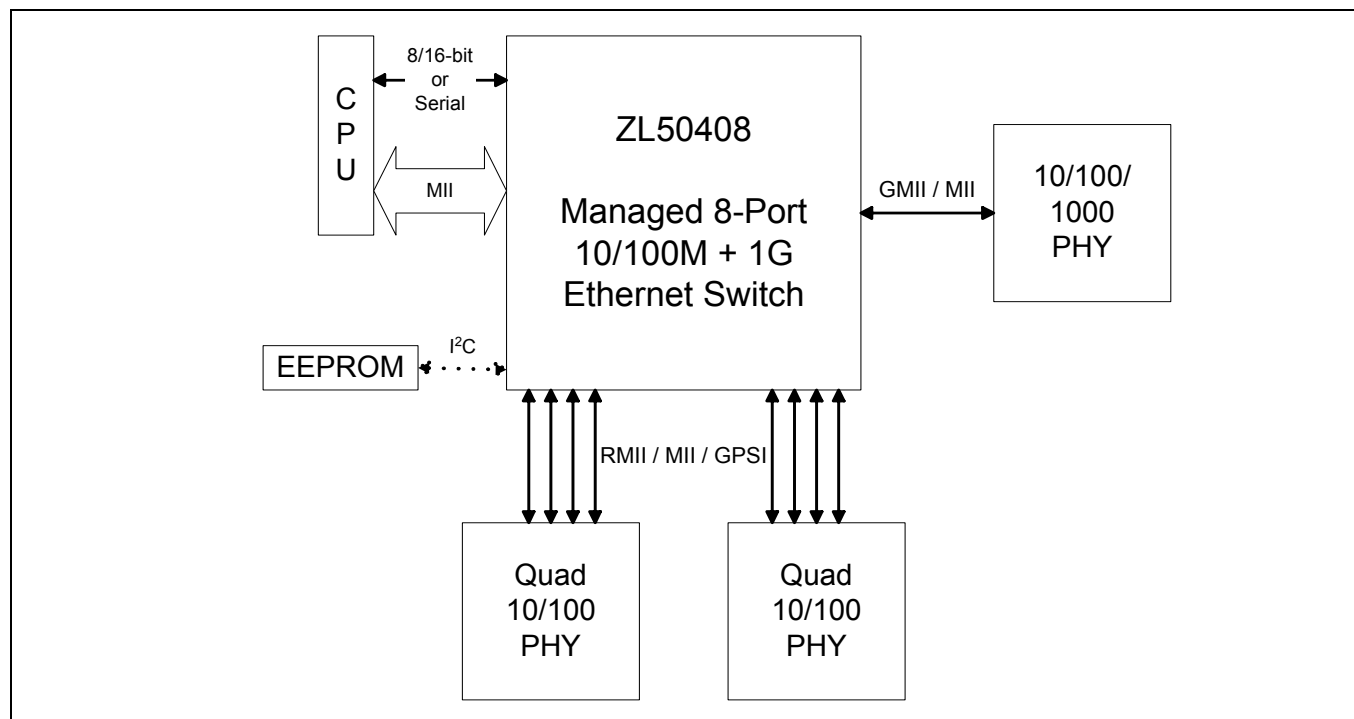 C
P
U
8/16-bit
or
Serial
MII
ZL50408
Managed 8-Port
10/100M + 1G
Ethernet Switch
GMII / MII
10/100/
1000
PHY
EEPROM
I²C
RMII / MII / GPSI
Quad
10/100
PHY
Quad
10/100
PHY